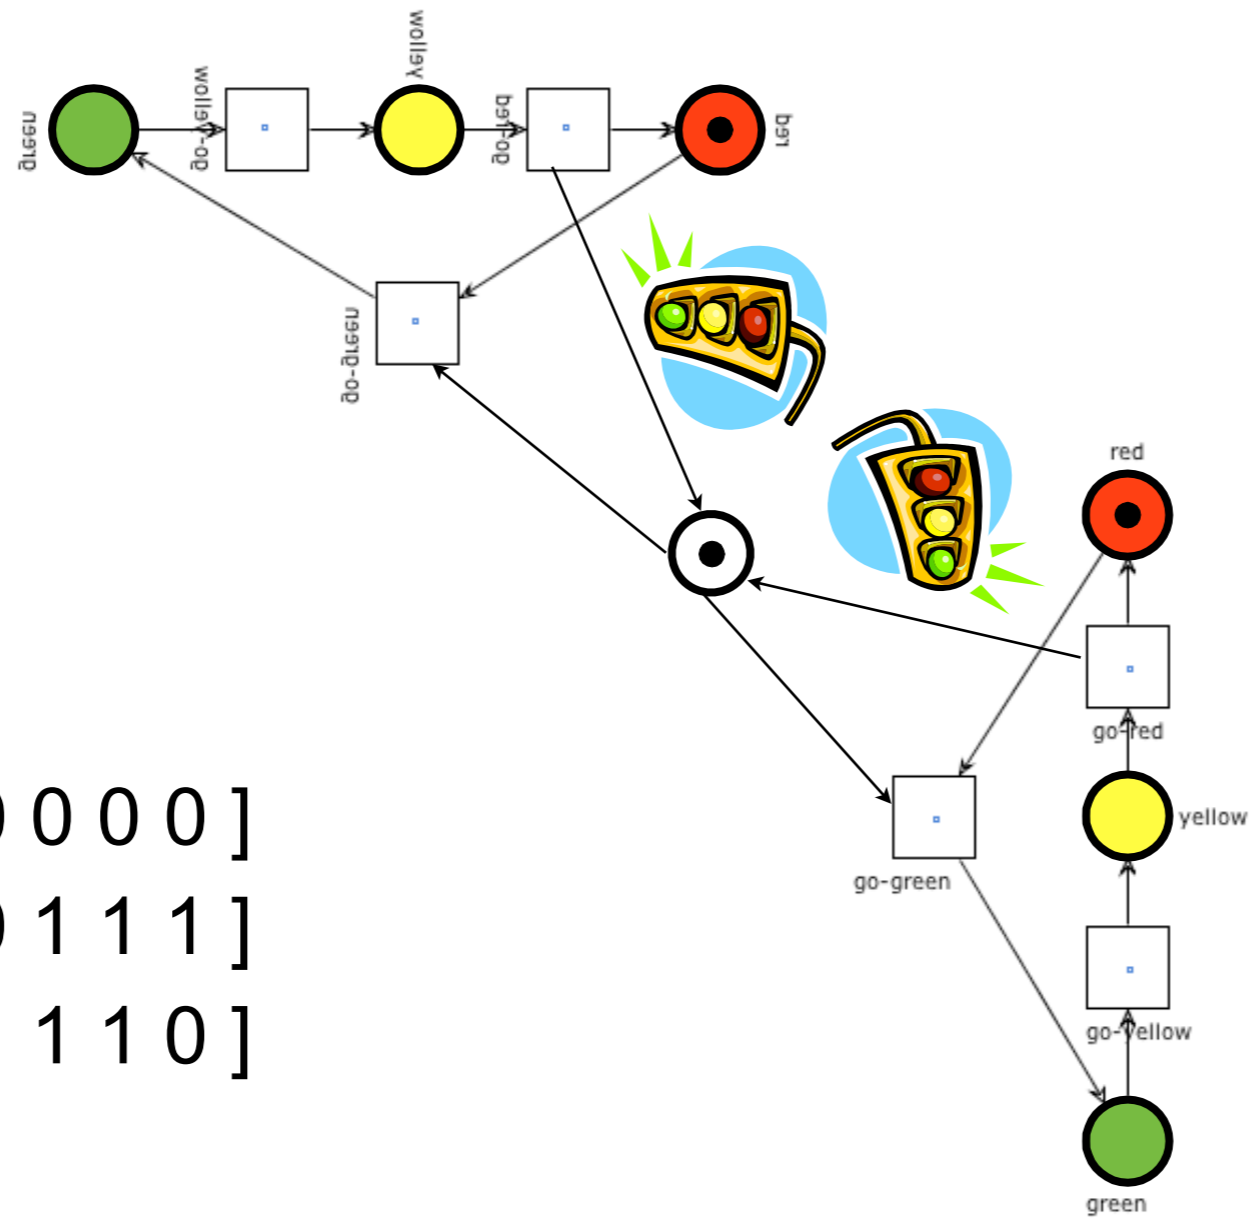 yellow
green
go-yellow
go-red
red
go-green
red
go-red
yellow
go-green
go-yellow
green
0 0 0 ]
1 1 1 ]
1 1 0 ]